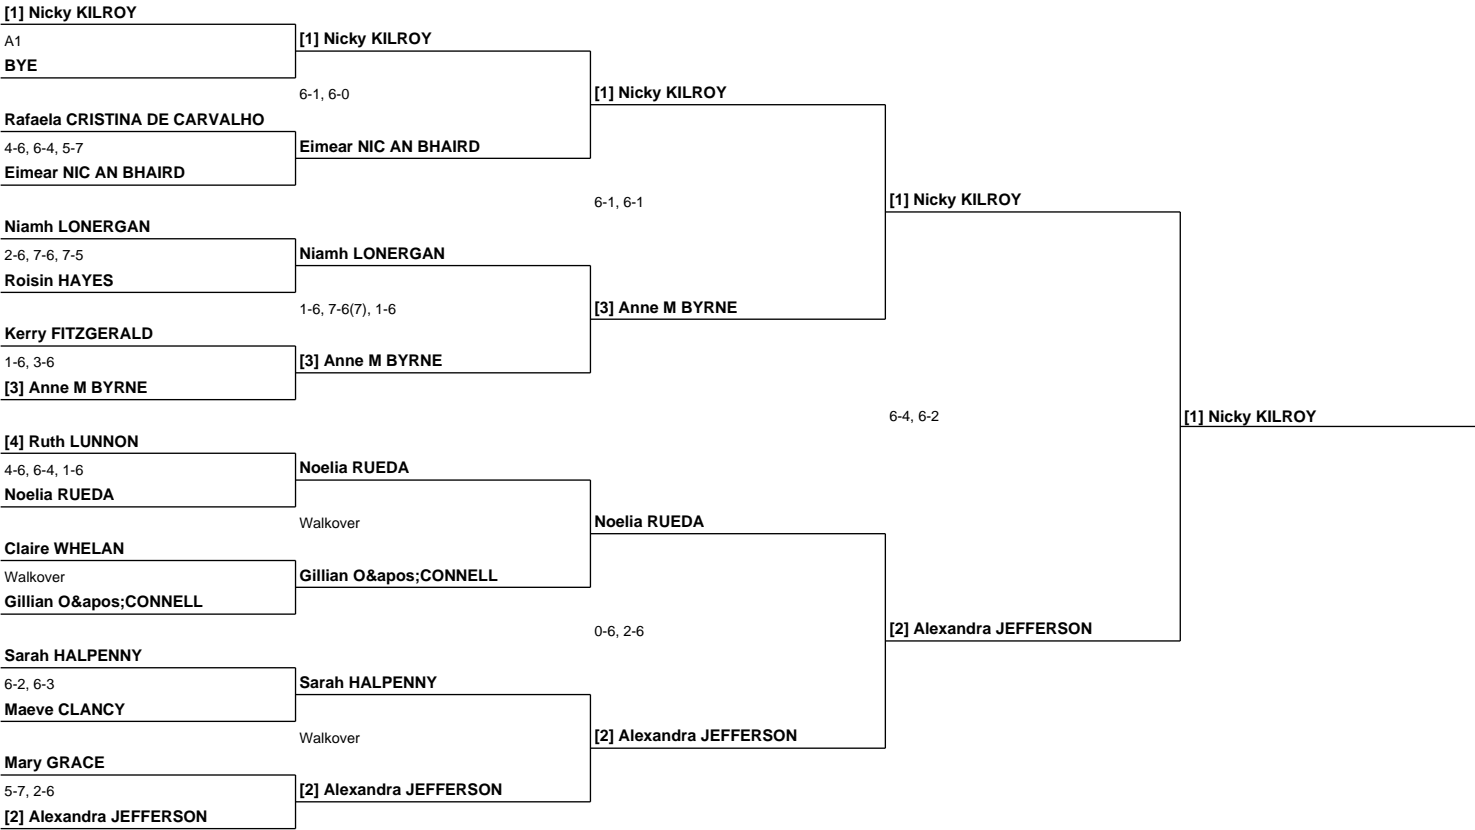 [1] Nicky KILROY
A1
BYE
Rafaela CRISTINA DE CARVALHO
4-6, 6-4, 5-7
Eimear NIC AN BHAIRD
Niamh LONERGAN
2-6, 7-6, 7-5
Roisin HAYES
Kerry FITZGERALD
1-6, 3-6
[3] Anne M BYRNE
[4] Ruth LUNNON
4-6, 6-4, 1-6
Noelia RUEDA
Claire WHELAN
Walkover
Gillian O&apos;CONNELL
Sarah HALPENNY
6-2, 6-3
Maeve CLANCY
Mary GRACE
5-7, 2-6
[2] Alexandra JEFFERSON
[1] Nicky KILROY
6-1, 6-0
Eimear NIC AN BHAIRD
Niamh LONERGAN
1-6, 7-6(7), 1-6
[3] Anne M BYRNE
Noelia RUEDA
Walkover
Gillian O&apos;CONNELL
Sarah HALPENNY
Walkover
[2] Alexandra JEFFERSON
[1] Nicky KILROY
6-1, 6-1
[3] Anne M BYRNE
Noelia RUEDA
0-6, 2-6
[2] Alexandra JEFFERSON
[1] Nicky KILROY
6-4, 6-2
[2] Alexandra JEFFERSON
[1] Nicky KILROY